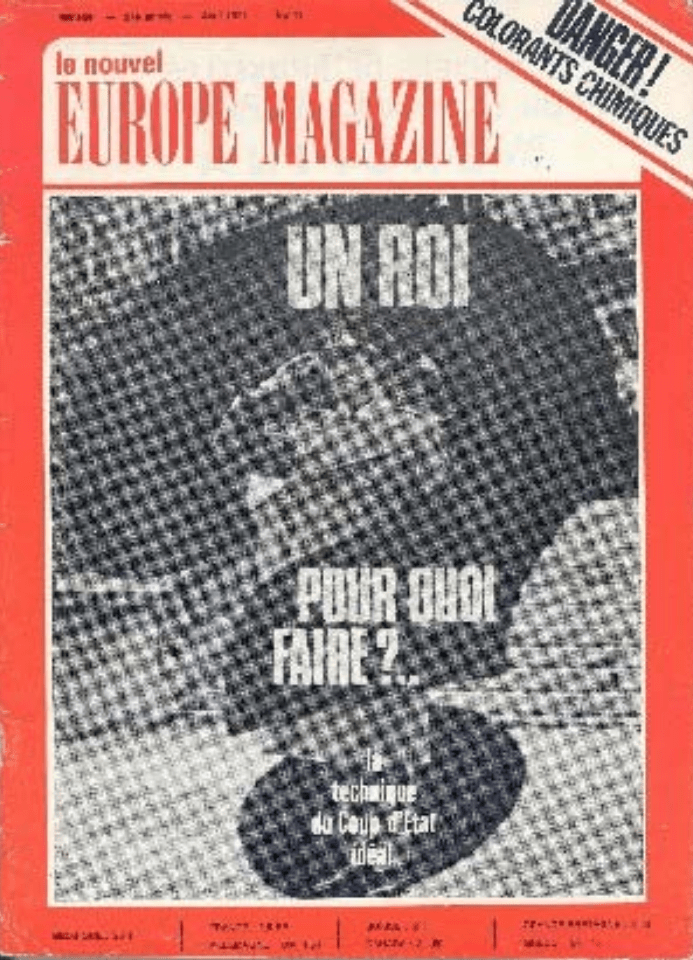 DANGER!
COLORANTS CHIMIQUES
le nouvel
EUROPE MAGAZINE
UN ROI
POUR QUOI
FAIRE ?..
la
technique
du Coup d'Etat
idéal..